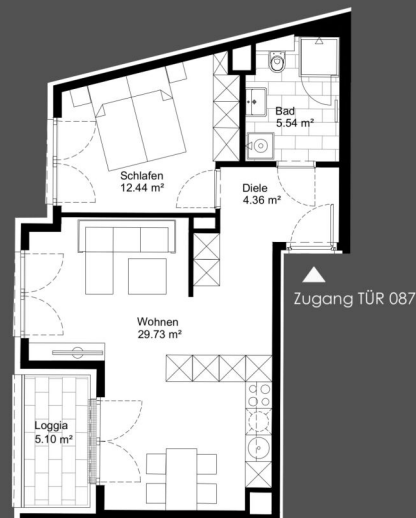 Bad
5.54 m²
Schlafen
12.44 m²
Diele
4.36 m²
Zugang TÜR 087
Wohnen
29.73 m²
Loggia
5.10 m²